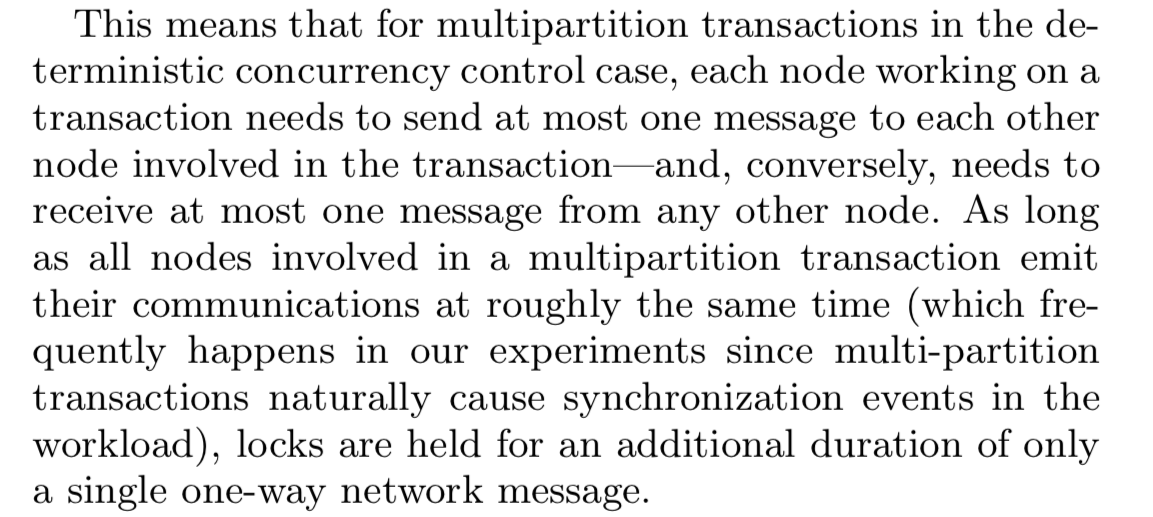 This means that for multipartition transactions in the de-
terministic concurrency control case, each node working on a
transaction needs to send at most one message to each other
node involved in the transaction—and, conversely, needs to
receive at most one message from any other node. As long
as all nodes involved in a multipartition transaction emit
their communications at roughly the same time (which fre-
quently happens in our experiments since multi-partition
transactions naturally cause synchronization events in the
workload), locks are held for an additional duration of only
a single one-way network message.